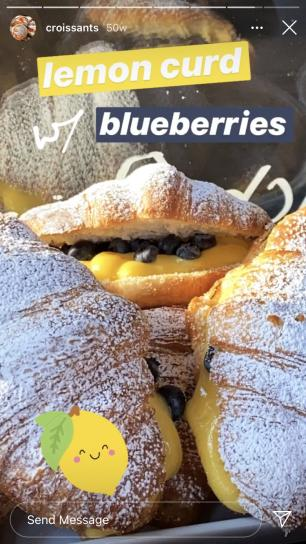 croissants 50w
lemon curd
w/ blueberries
Send Message